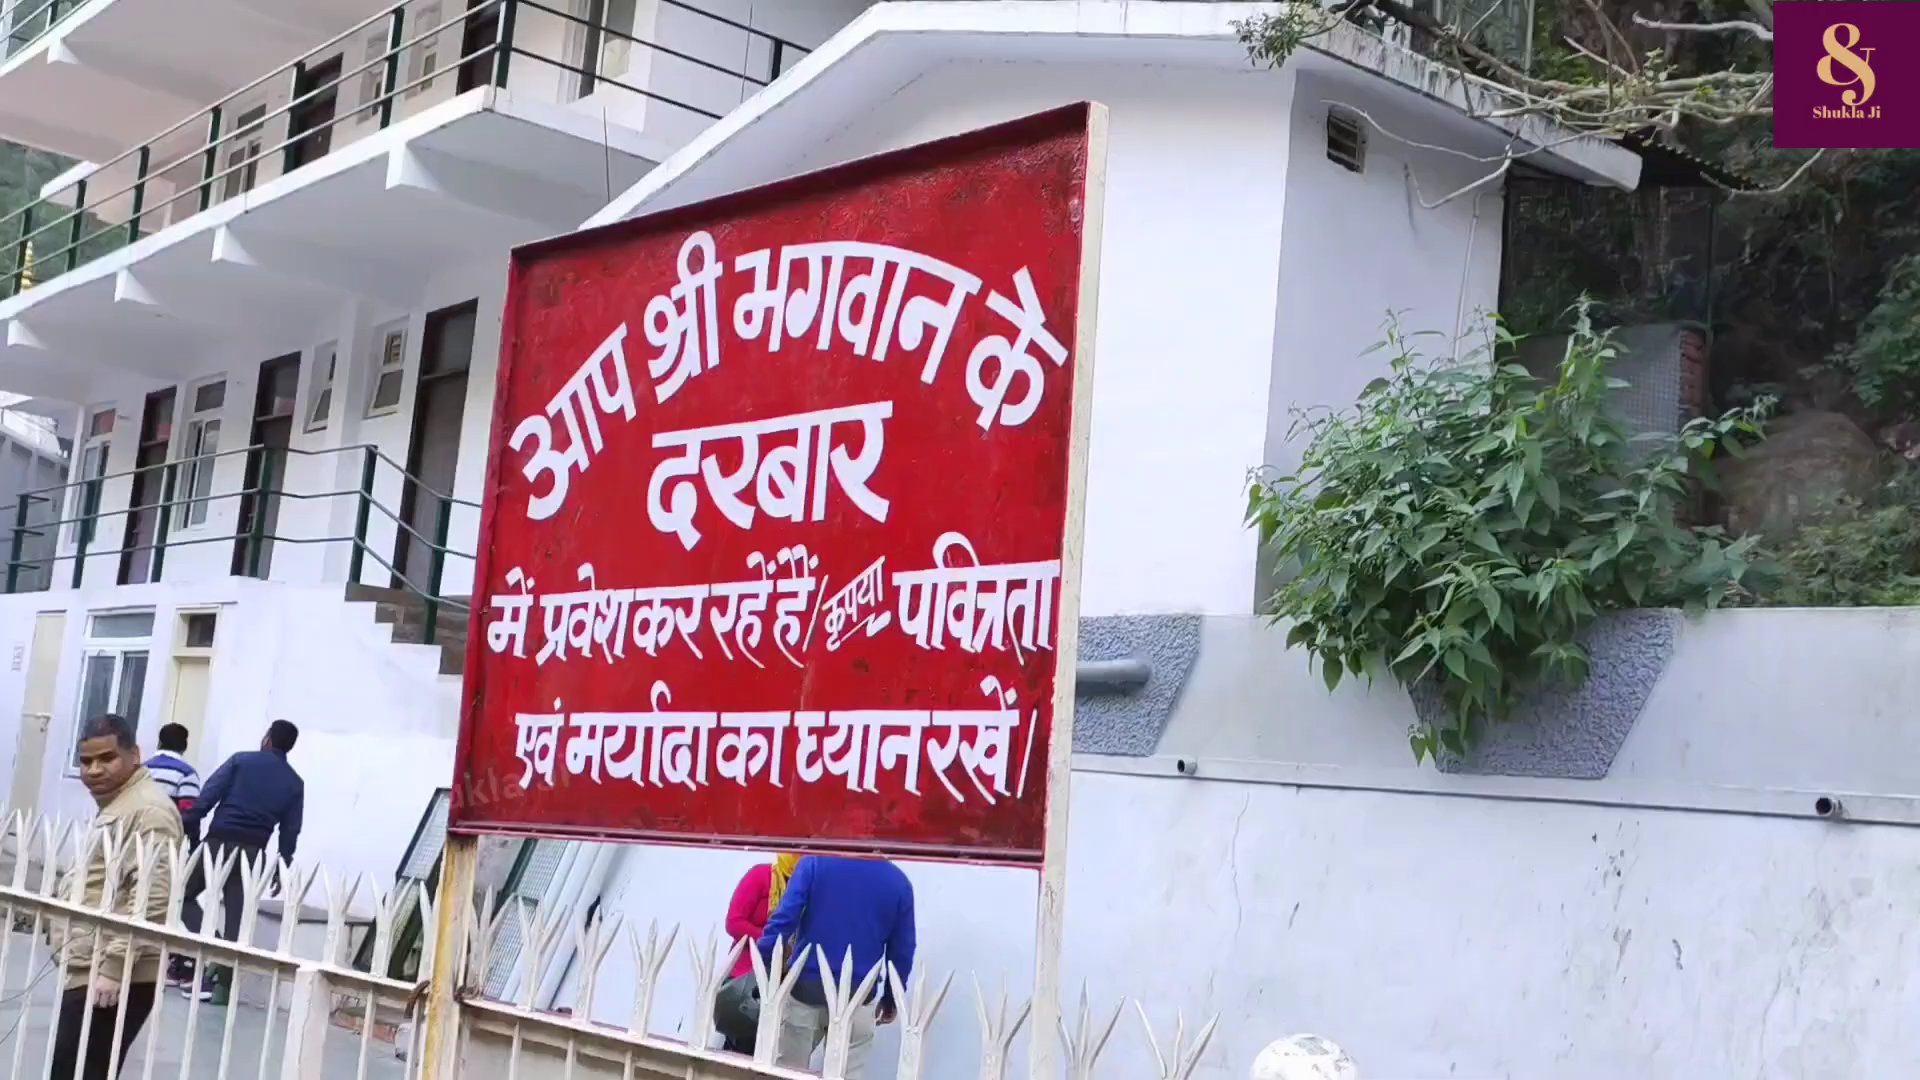 आप श्री भगवान के
दरबार
में प्रवेश कर रहें हैं/ कृपया पवित्रता
एवं मर्यादा का ध्यान रखें/
&J
Shukla Ji